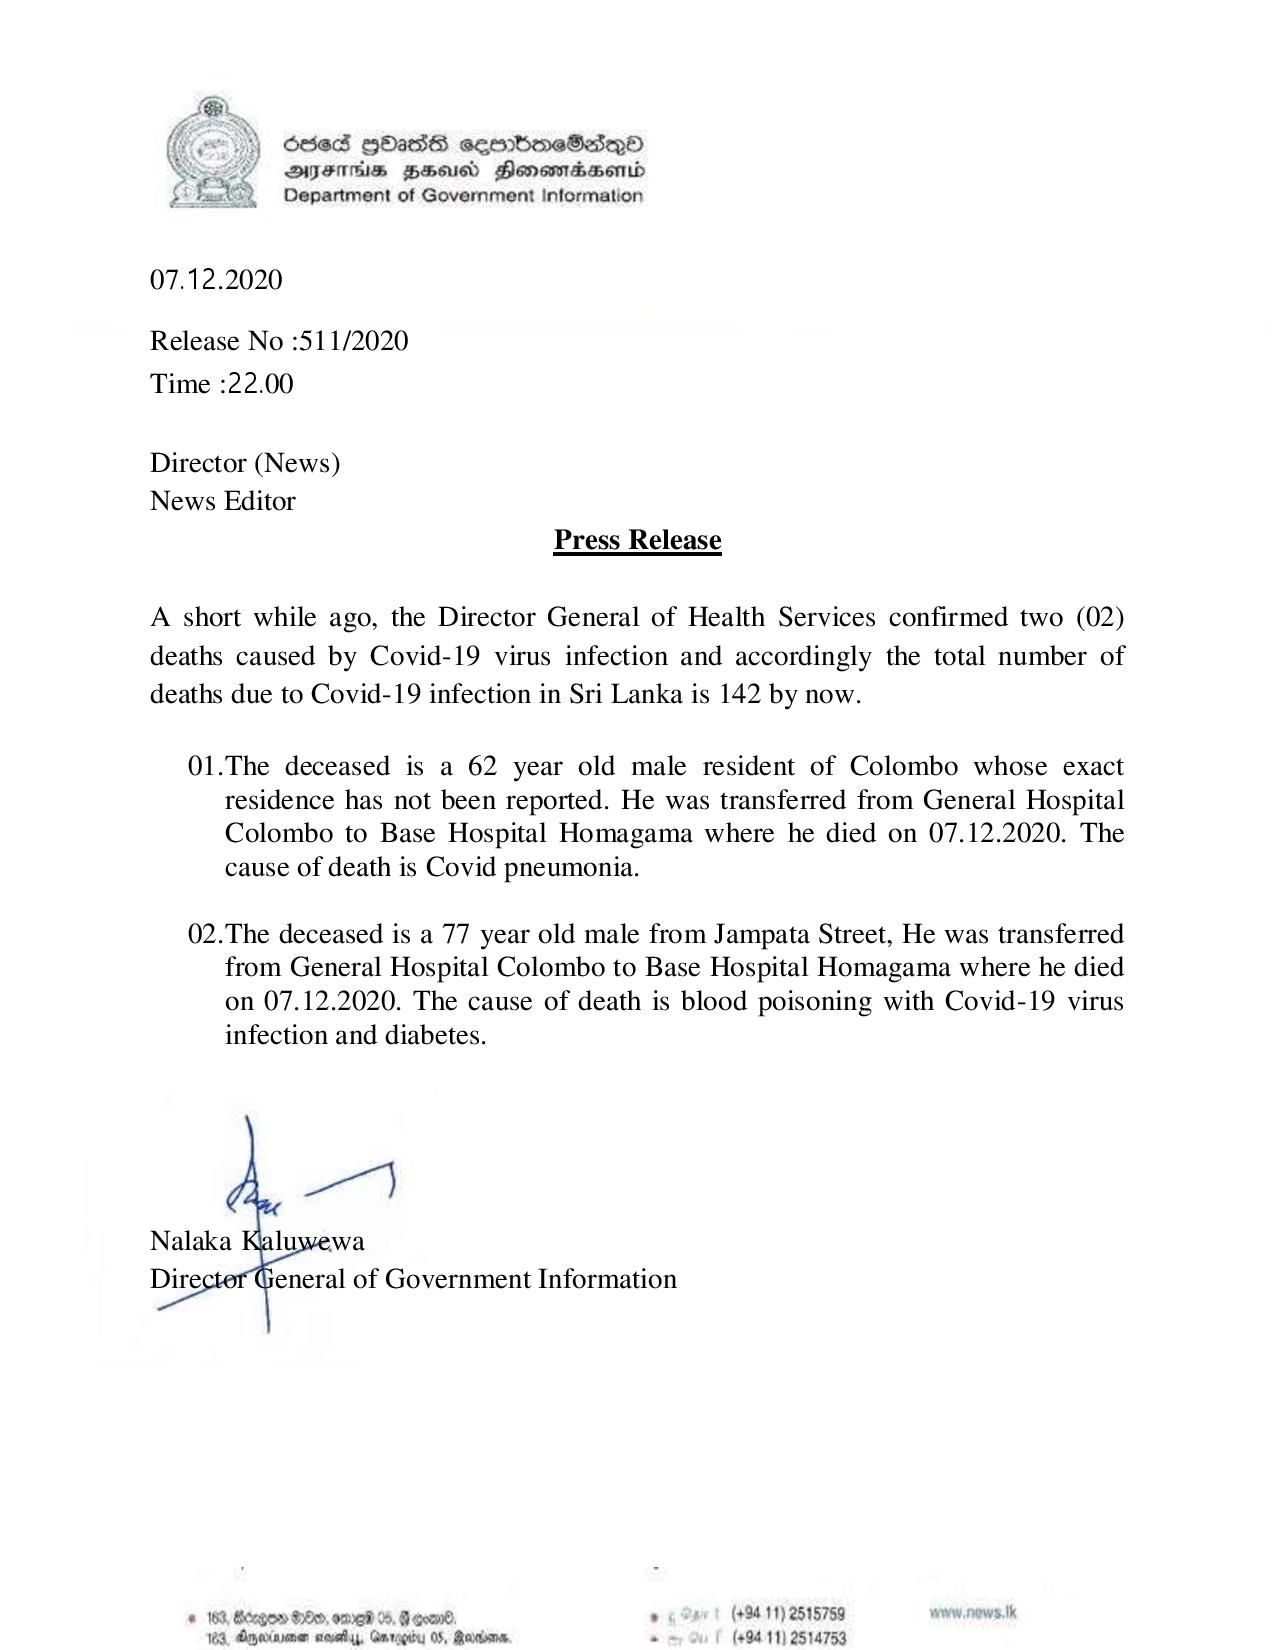 රජයේ ප්‍රවෘත්ති දෙපාර්තමේන්තුව
அரசாங்க தகவல் திணைக்களம்
Department of Government Information
07.12.2020
Release No :511/2020
Time :22.00
Director (News)
News Editor
Press Release
A short while ago, the Director General of Health Services confirmed two (02)
deaths caused by Covid-19 virus infection and accordingly the total number of
deaths due to Covid-19 infection in Sri Lanka is 142 by now.
01.The deceased is a 62 year old male resident of Colombo whose exact
residence has not been reported. He was transferred from General Hospital
Colombo to Base Hospital Homagama where he died on 07.12.2020. The
cause of death is Covid pneumonia.
02.The deceased is a 77 year old male from Jampata Street, He was transferred
from General Hospital Colombo to Base Hospital Homagama where he died
on 07.12.2020. The cause of death is blood poisoning with Covid-19 virus
infection and diabetes.
Nalaka Kaluwewa
Director General of Government Information
163, කිරුලපන මාවත, කොළඹ 05, ශ්‍රී ලංකාව.
163, கிருலப்பனை எவனியூ, கொழும்பு 05, இலங்கை.
(+94 11) 2515759
(+94 11) 2514753
www.news.lk